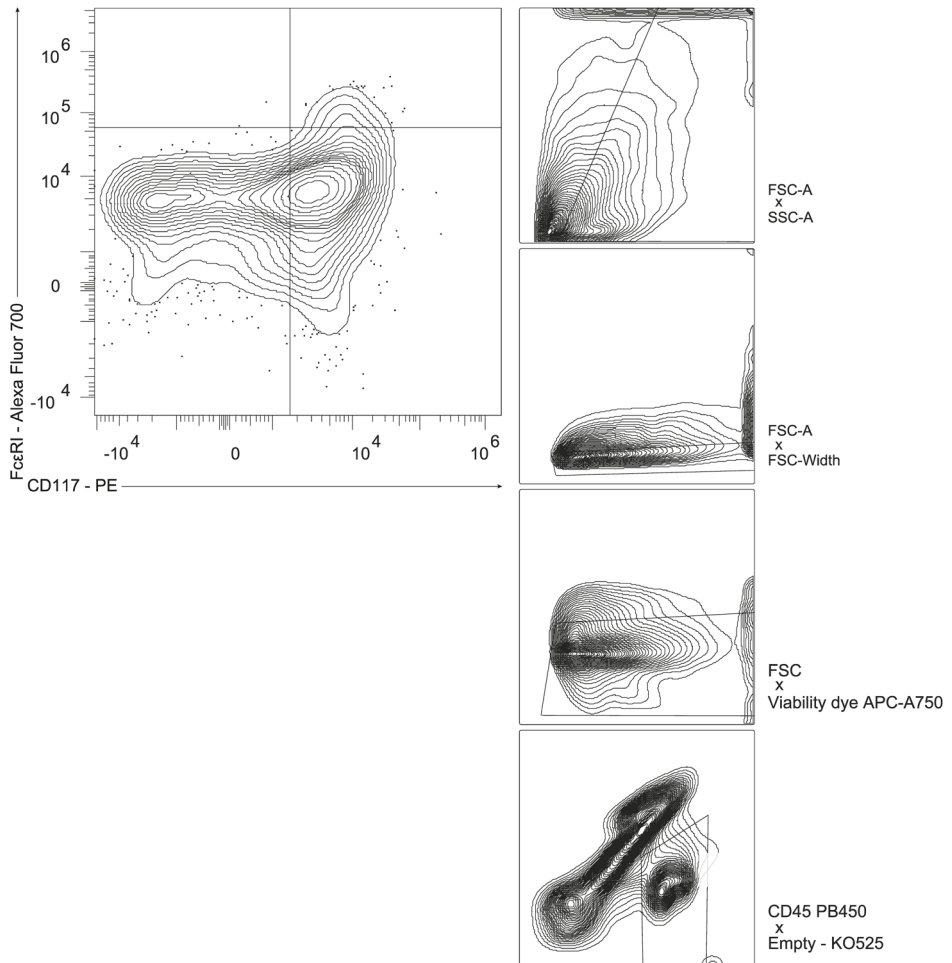 10 6
10 5
10 4
0
-10 4
FcεRI - Alexa Fluor 700
-10 4
0
10 4
10 6
CD117 - PE
FSC-A
x
SSC-A
FSC-A
x
FSC-Width
FSC
x
Viability dye APC-A750
CD45 PB450
x
Empty - KO525